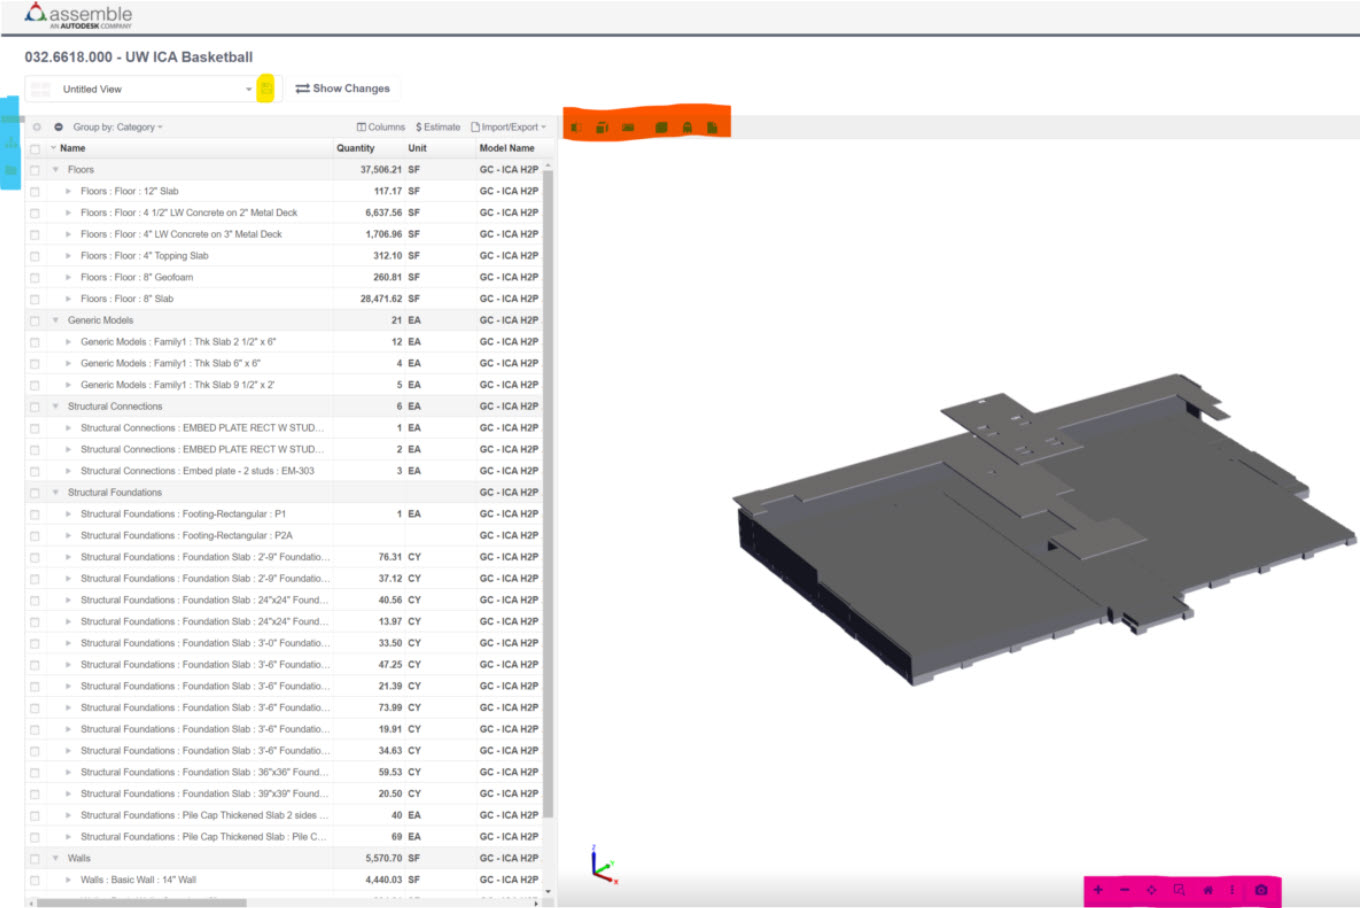 assemble
AN AUTODESK COMPANY
032.6618.000 - UW ICA Basketball
Untitled View Show Changes
Group by: Category Columns $ Estimate Import/Export
Name Quantity Unit Model Name
Floors 37,506.21 SF GC - ICA H2P
Floors : Floor : 12" Slab 117.17 SF GC - ICA H2P
Floors : Floor : 4 1/2" LW Concrete on 2" Metal Deck 6,637.56 SF GC - ICA H2P
Floors : Floor : 4" LW Concrete on 3" Metal Deck 1,706.96 SF GC - ICA H2P
Floors : Floor : 4" Topping Slab 312.10 SF GC - ICA H2P
Floors : Floor : 8" Geofoam 260.81 SF GC - ICA H2P
Floors : Floor : 8" Slab 28,471.62 SF GC - ICA H2P
Generic Models 21 EA GC - ICA H2P
Generic Models : Family1 : Thk Slab 2 1/2" x 6" 12 EA GC - ICA H2P
Generic Models : Family1 : Thk Slab 6" x 6" 4 EA GC - ICA H2P
Generic Models : Family1 : Thk Slab 9 1/2" x 2' 5 EA GC - ICA H2P
Structural Connections 6 EA GC - ICA H2P
Structural Connections : EMBED PLATE RECT W STUD... 1 EA GC - ICA H2P
Structural Connections : EMBED PLATE RECT W STUD... 2 EA GC - ICA H2P
Structural Connections : Embed plate - 2 studs : EM-303 3 EA GC - ICA H2P
Structural Foundations GC - ICA H2P
Structural Foundations : Footing-Rectangular : P1 1 EA GC - ICA H2P
Structural Foundations : Footing-Rectangular : P2A GC - ICA H2P
Structural Foundations : Foundation Slab : 2'-9" Foundatio... 76.31 CY GC - ICA H2P
Structural Foundations : Foundation Slab : 2'-9" Foundatio... 37.12 CY GC - ICA H2P
Structural Foundations : Foundation Slab : 24"x24" Found... 40.56 CY GC - ICA H2P
Structural Foundations : Foundation Slab : 24"x24" Found... 13.97 CY GC - ICA H2P
Structural Foundations : Foundation Slab : 3'-0" Foundatio... 33.50 CY GC - ICA H2P
Structural Foundations : Foundation Slab : 3'-6" Foundatio... 47.25 CY GC - ICA H2P
Structural Foundations : Foundation Slab : 3'-6" Foundatio... 21.39 CY GC - ICA H2P
Structural Foundations : Foundation Slab : 3'-6" Foundatio... 73.99 CY GC - ICA H2P
Structural Foundations : Foundation Slab : 3'-6" Foundatio... 19.91 CY GC - ICA H2P
Structural Foundations : Foundation Slab : 3'-6" Foundatio... 34.63 CY GC - ICA H2P
Structural Foundations : Foundation Slab : 36"x36" Found... 59.53 CY GC - ICA H2P
Structural Foundations : Foundation Slab : 39"x39" Found... 20.50 CY GC - ICA H2P
Structural Foundations : Pile Cap Thickened Slab 2 sides ... 40 EA GC - ICA H2P
Structural Foundations : Pile Cap Thickened Slab : Pile C... 69 EA GC - ICA H2P
Walls 5,570.70 SF GC - ICA H2P
Walls : Basic Wall : 14" Wall 4,440.03 SF GC - ICA H2P
Z
Y
X